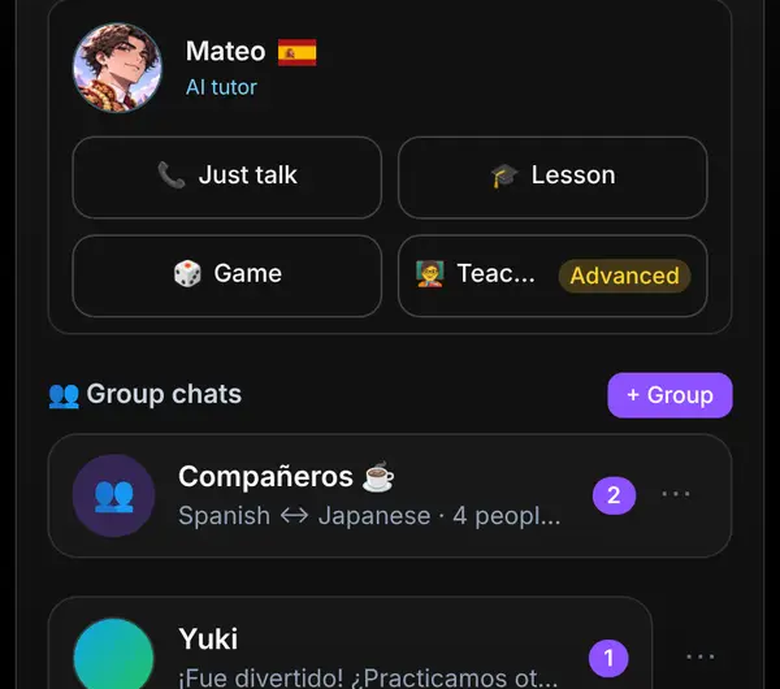 Mateo 🇪🇸
AI tutor
📞 Just talk
🎓 Lesson
🎲 Game
🧑‍🏫 Teac... Advanced
👥 Group chats
+ Group
Compañeros ☕
Spanish ↔ Japanese · 4 peopl...
2
...
Yuki
¡Fue divertido! ¿Practicamos ot...
1
...